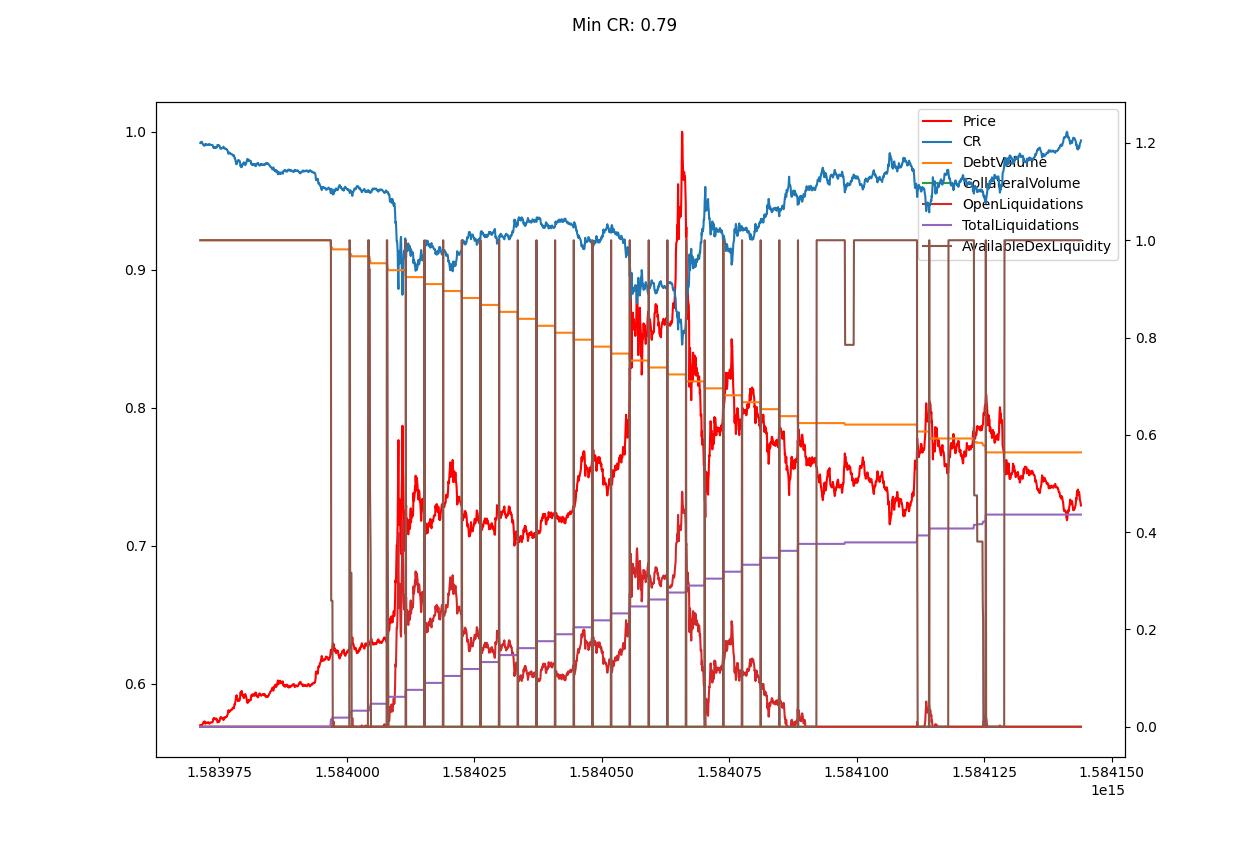 Min CR: 0.79
Price
CR
DebtVolume
CollateralVolume
OpenLiquidations
TotalLiquidations
AvailableDexLiquidity
1.0
0.9
0.8
0.7
0.6
1.2
1.0
0.8
0.6
0.4
0.2
0.0
1.583975 1.584000 1.584025 1.584050 1.584075 1.584100 1.584125 1.584150
1e15